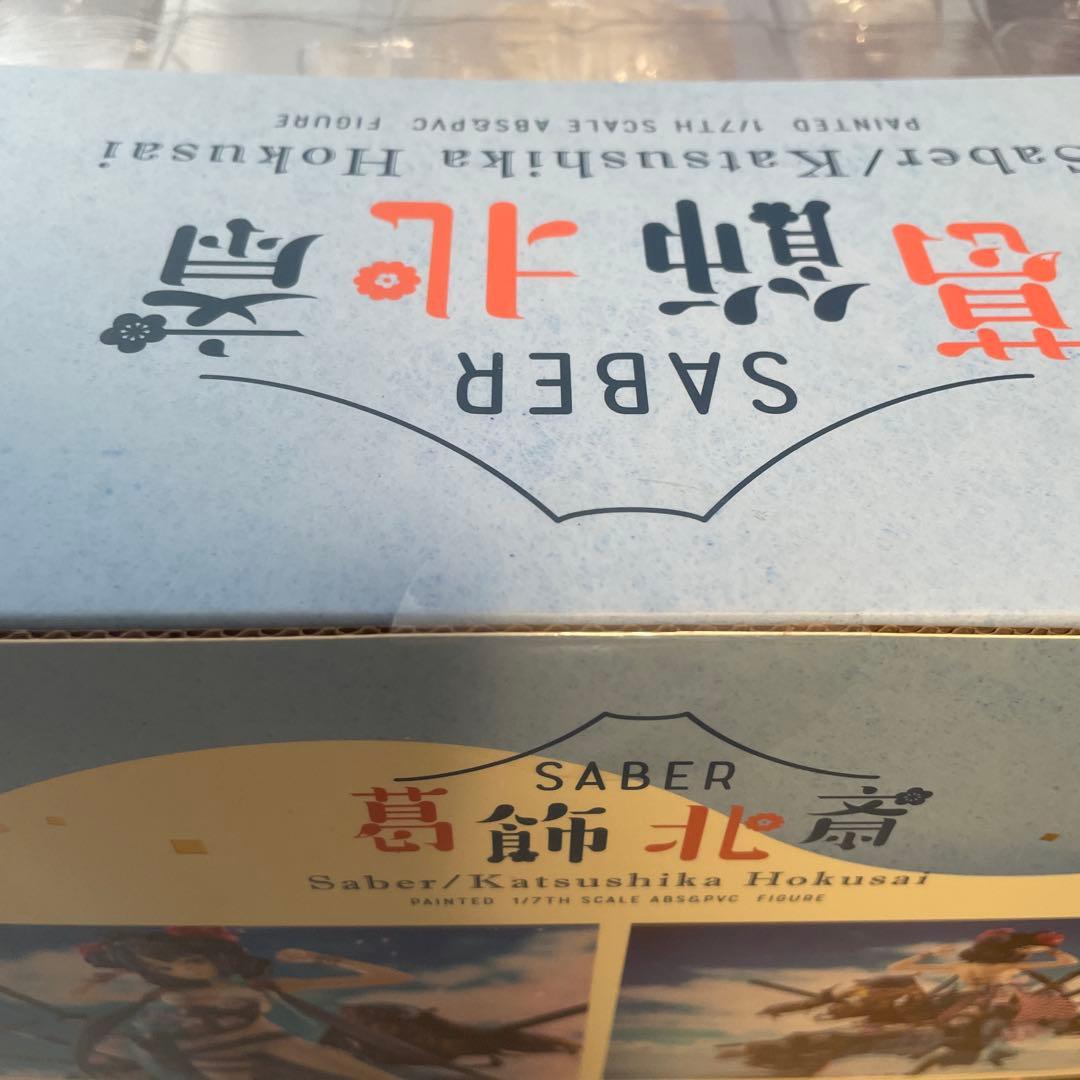 SABER
葛飾北斎
Saber/Katsushika Hokusai
PAINTED 1/7TH SCALE ABS&PVC FIGURE
SABER
葛飾北斎
Saber/Katsushika Hokusai
PAINTED 1/7TH SCALE ABS&PVC FIGURE